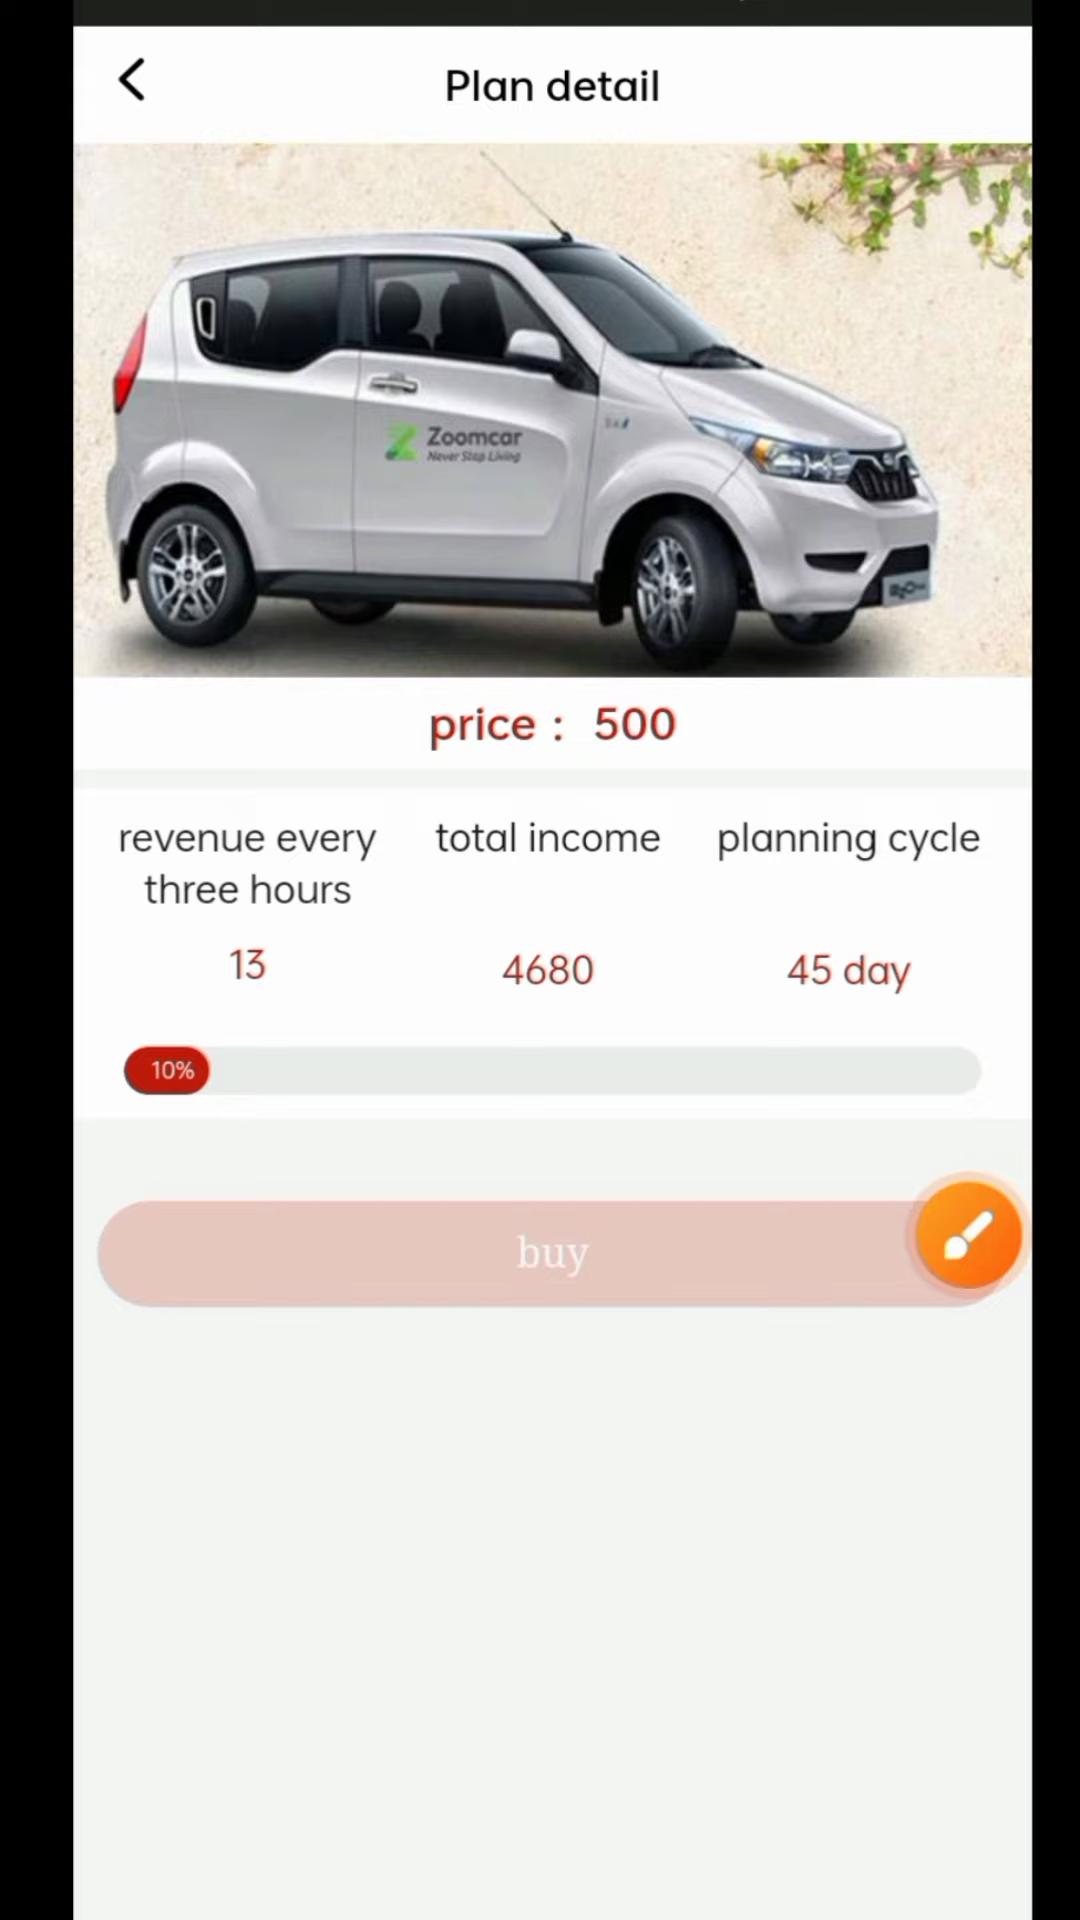 Plan detail
Zoomcar
Never Stop Living
price : 500
revenue every
three hours
total income
planning cycle
13
4680
45 day
10%
buy